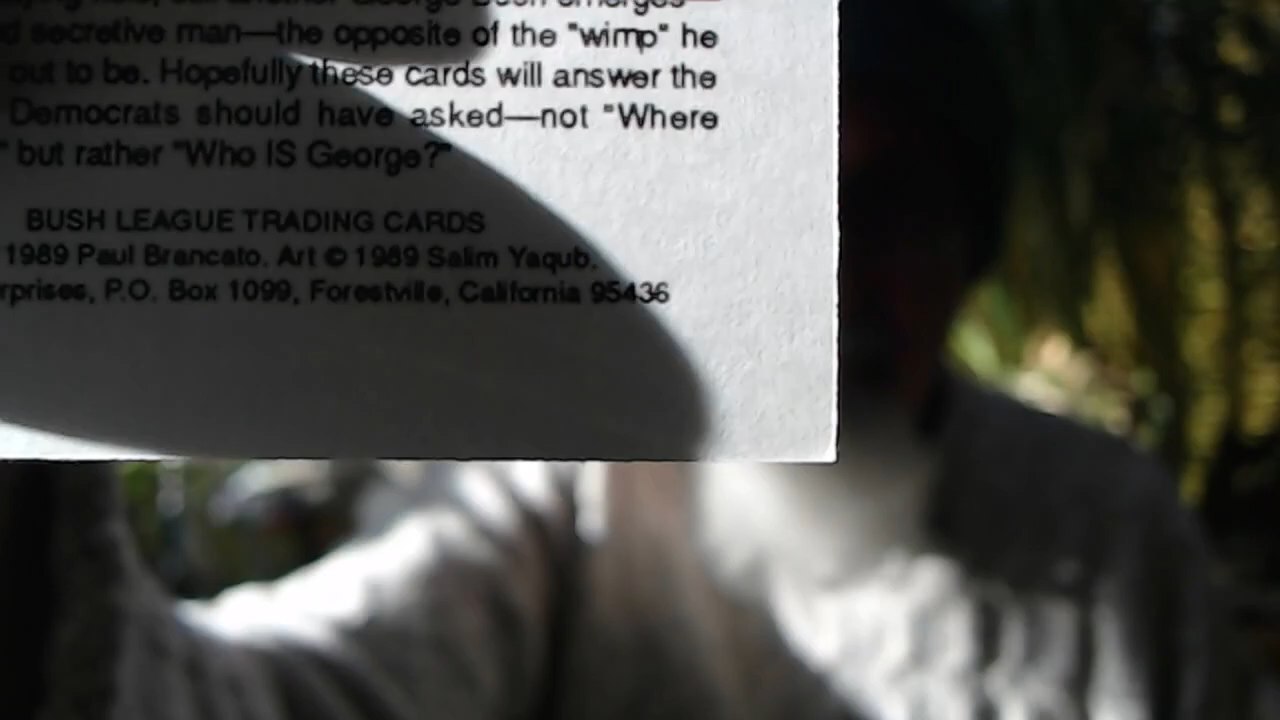 secretive man—the opposite of the "wimp" he
out to be. Hopefully these cards will answer the
Democrats should have asked—not "Where
" but rather "Who IS George?"
BUSH LEAGUE TRADING CARDS
1989 Paul Brancato. Art © 1989 Salim Yaqub.
rprises, P.O. Box 1099, Forestville, California 95436